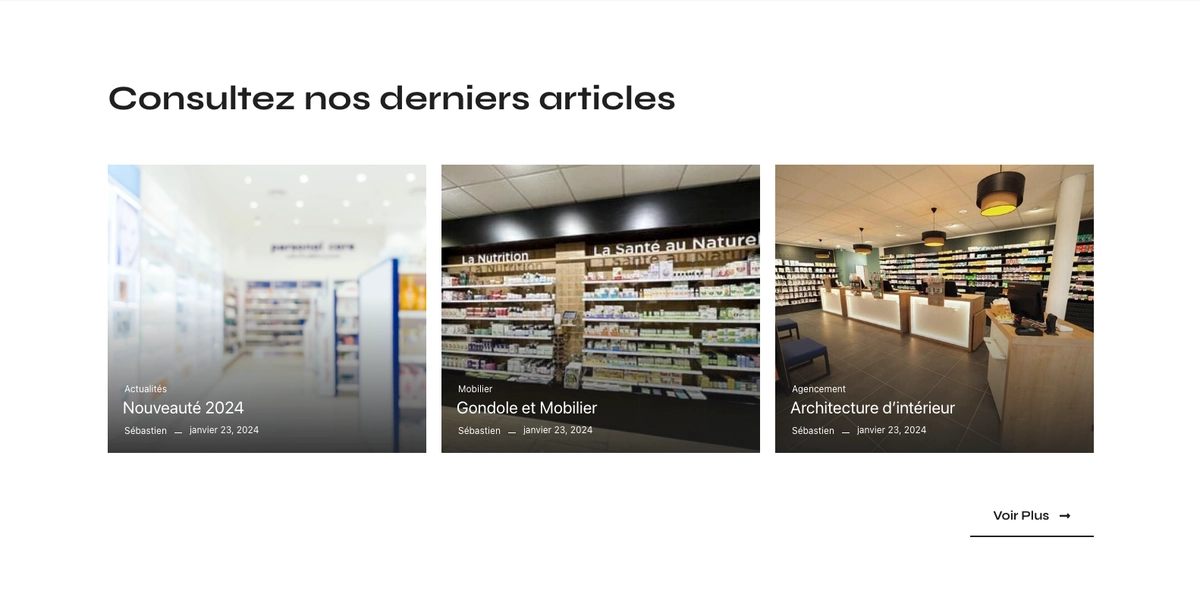 Consultez nos derniers articles
personal care
La Nutrition
La Santé au Naturel
Actualités
Nouveauté 2024
Sébastien — janvier 23, 2024
Mobilier
Gondole et Mobilier
Sébastien — janvier 23, 2024
Agencement
Architecture d’intérieur
Sébastien — janvier 23, 2024
Voir Plus →